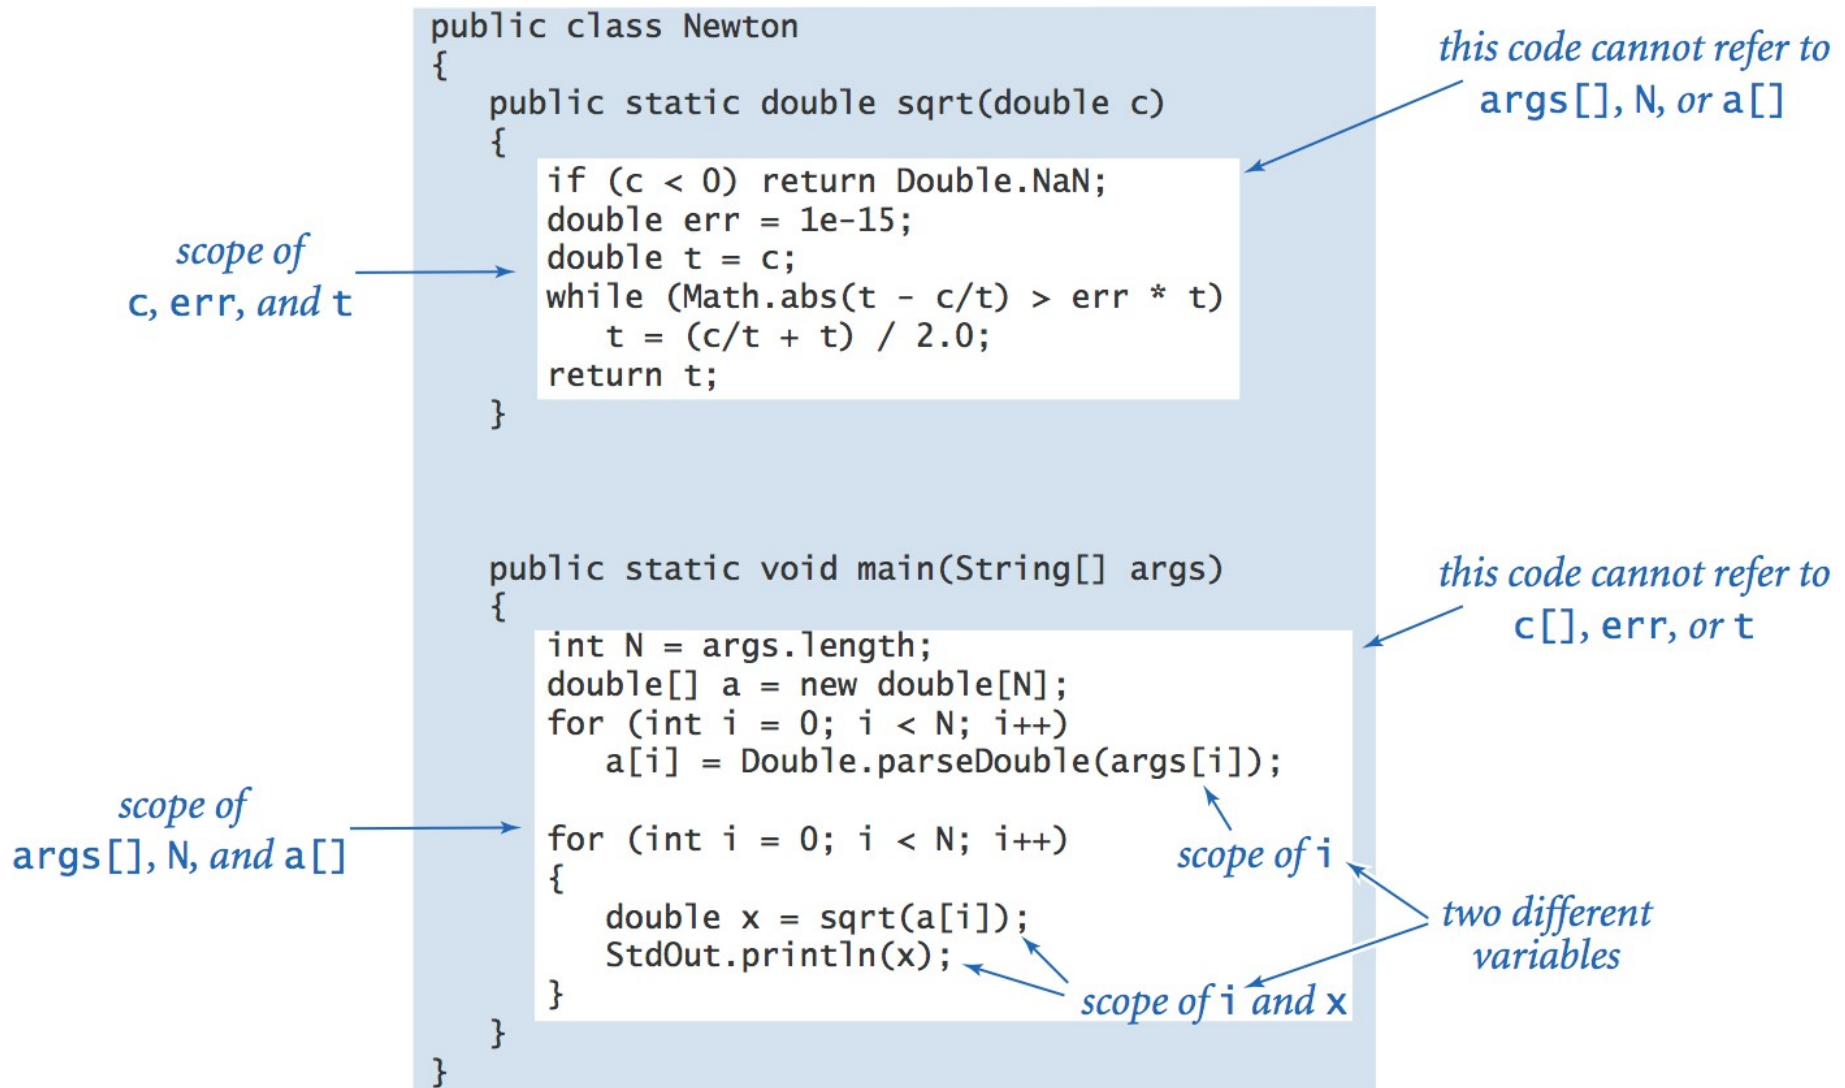 public class Newton
{
public static double sqrt(double c)
{
if (c < 0) return Double.NaN;
double err = 1e-15;
double t = c;
while (Math.abs(t - c/t) > err * t)
t = (c/t + t) / 2.0;
return t;
}
this code cannot refer to
args[], N, or a[]
scope of
c, err, and t
public static void main(String[] args)
{
int N = args.length;
double[] a = new double[N];
for (int i = 0; i < N; i++)
a[i] = Double.parseDouble(args[i]);
for (int i = 0; i < N; i++)
{
double x = sqrt(a[i]);
StdOut.println(x);
}
}
}
this code cannot refer to
c[], err, or t
scope of
args[], N, and a[]
scope of i
two different
variables
scope of i and x